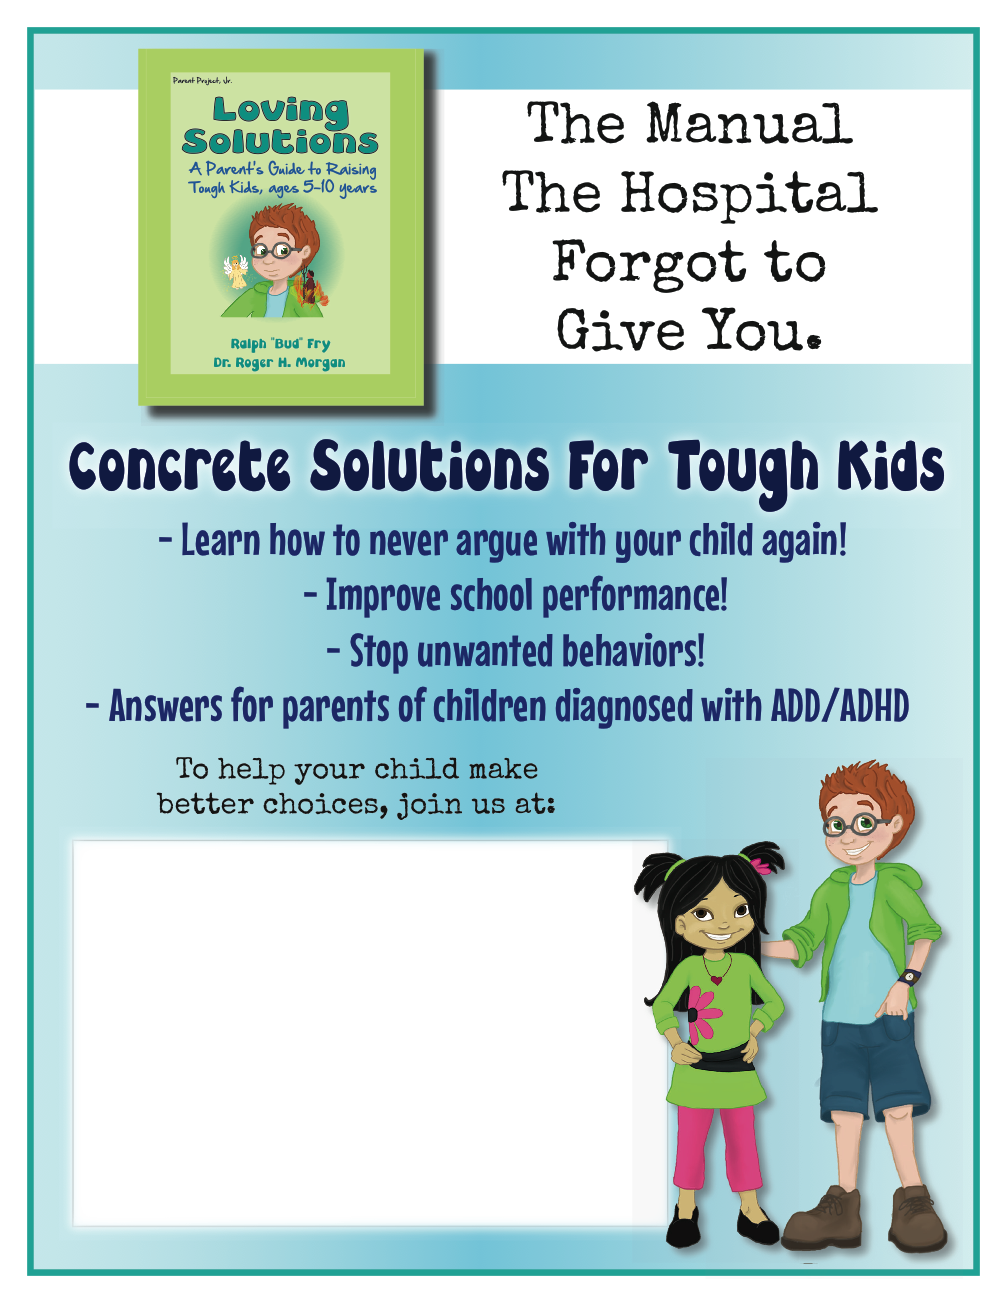 Parent Project, Jr.
Loving
Solutions
A Parent's Guide to Raising
Tough Kids, ages 5-10 years
Ralph "Bud" Fry
Dr. Roger H. Morgan
The Manual
The Hospital
Forgot to
Give You.
Concrete Solutions For Tough Kids
- Learn how to never argue with your child again!
- Improve school performance!
- Stop unwanted behaviors!
- Answers for parents of children diagnosed with ADD/ADHD
To help your child make
better choices, join us at: